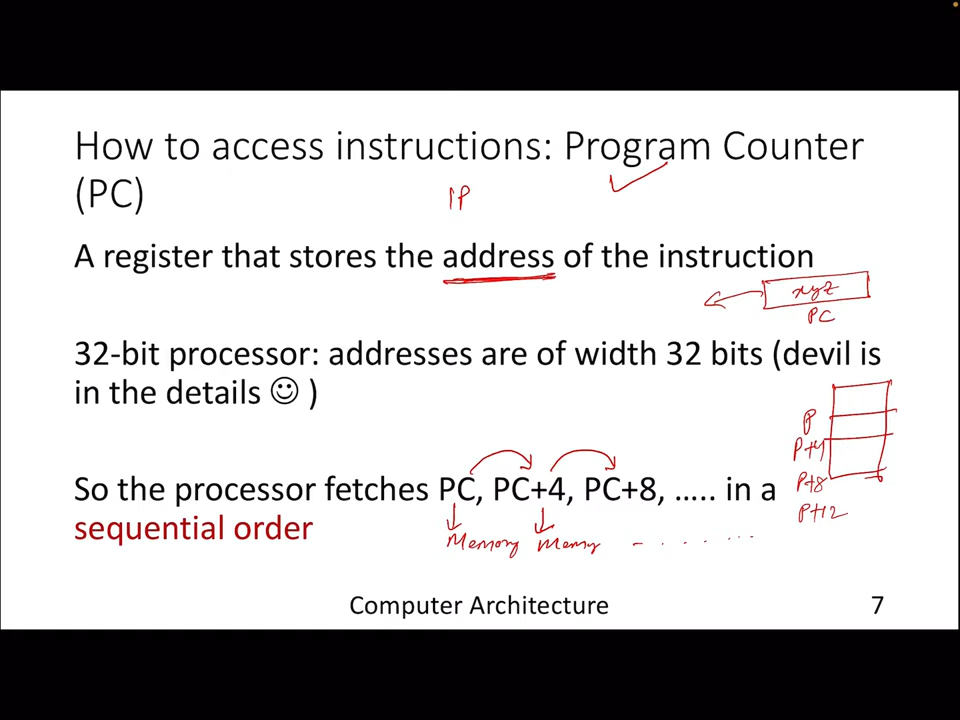 How to access instructions: Program Counter
(PC)
IP
A register that stores the address of the instruction
xyz
PC
32-bit processor: addresses are of width 32 bits (devil is
in the details ☺ )
P
P+4
P+8
P+12
So the processor fetches PC, PC+4, PC+8, ….. in a
sequential order
Memory Memory - . . . . . . .
Computer Architecture 7